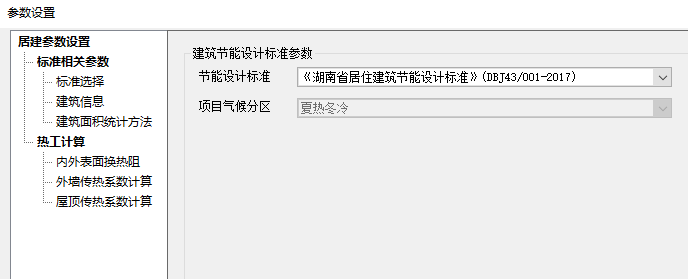 参数设置
居建参数设置
标准相关参数
标准选择
建筑信息
建筑面积统计方法
热工计算
内外表面换热阻
外墙传热系数计算
屋顶传热系数计算
建筑节能设计标准参数
节能设计标准 《湖南省居住建筑节能设计标准》(DBJ43/001-2017)
项目气候分区 夏热冬冷